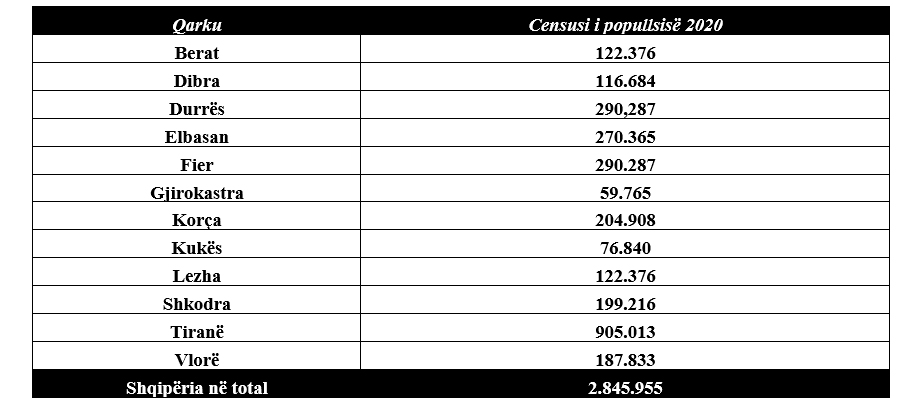 Qarku Censusi i popullsisë 2020
Berat 122.376
Dibra 116.684
Durrës 290,287
Elbasan 270.365
Fier 290.287
Gjirokastra 59.765
Korça 204.908
Kukës 76.840
Lezha 122.376
Shkodra 199.216
Tiranë 905.013
Vlorë 187.833
Shqipëria në total 2.845.955